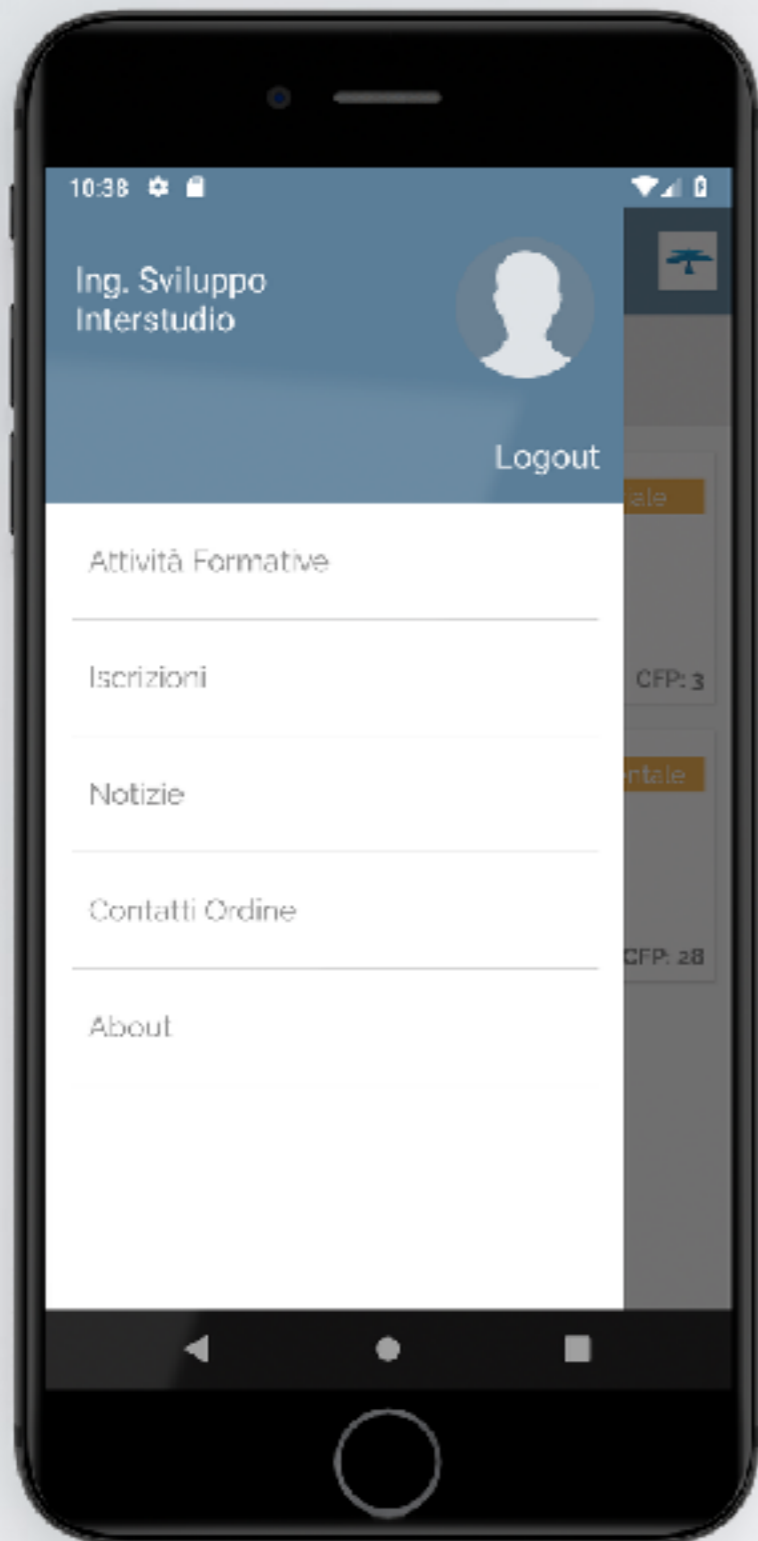 10:38
Ing. Sviluppo
Interstudio
Logout
Attività Formative
Iscrizioni
CFP: 3
Notizie
Contatti Ordine
CFP: 28
About